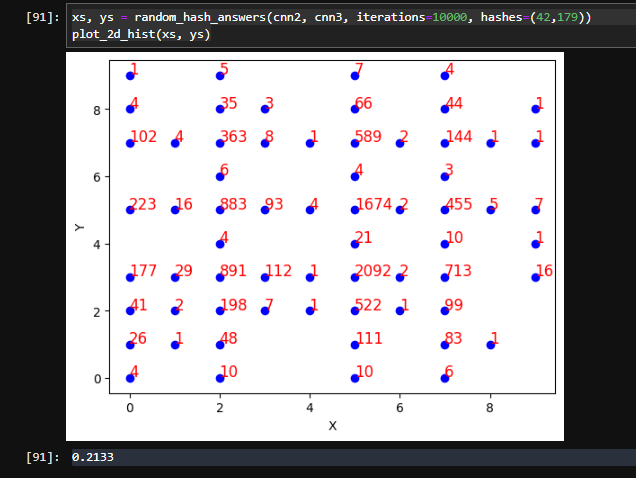 [91]: xs, ys = random_hash_answers(cnn2, cnn3, iterations=10000, hashes=(42,179))
plot_2d_hist(xs, ys)
1 5 7 4
8 4 35 3 66 44 1
102 4 363 8 1 589 2 144 1 1
6 6 4 3
223 16 883 93 4 1674 2 455 5 7
Y
4 4 21 10 1
177 29 891 112 1 2092 2 713 16
2 41 2 198 7 1 522 1 99
26 1 48 111 83 1
0 4 10 10 6
0 2 4 6 8
X
[91]: 0.2133